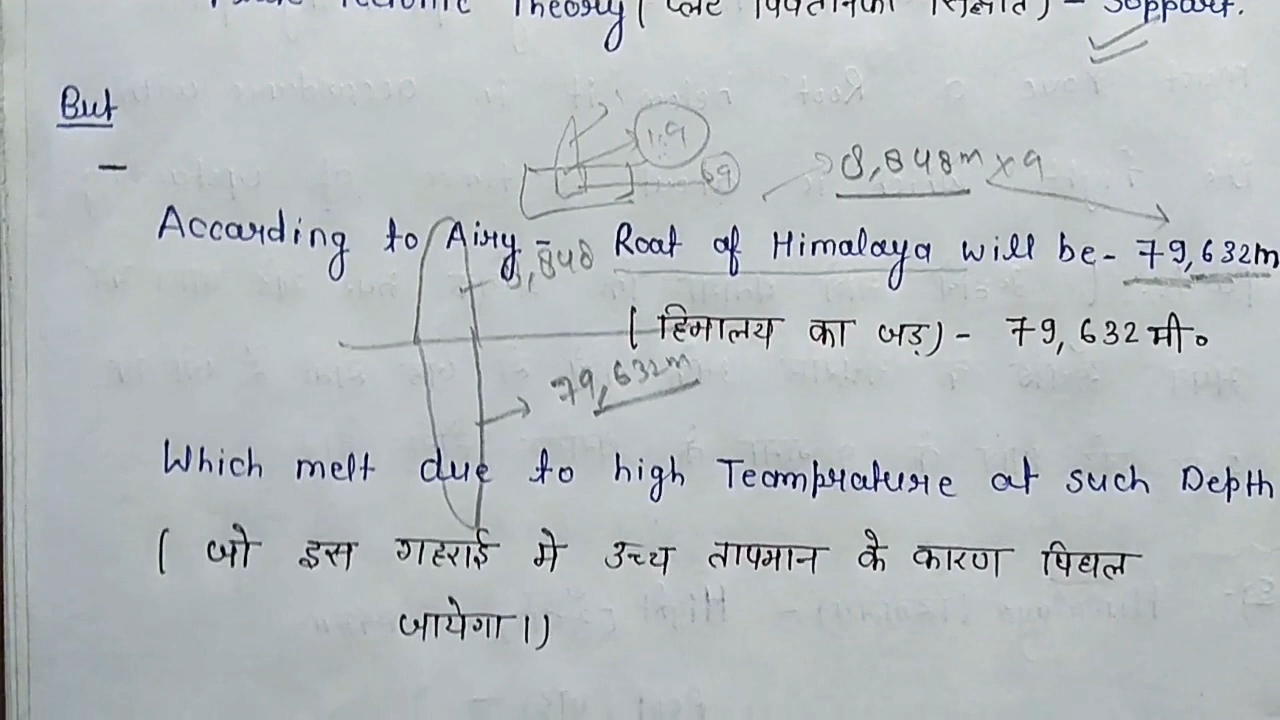 Tectonic Theory ( प्लेट विवर्तनिकी सिद्धांत ) - Support.
But
1:9
69
8,848m x 9
According to Airy - Root of Himalaya will be - 79,632m
8,848
( हिमालय का जड़ ) - 79,632 मी०
79,632m
Which melt due to high Teamprature at such Depth
( जो इस गहराई मे उच्य तापमान के कारण पिघल
जायेगा।)